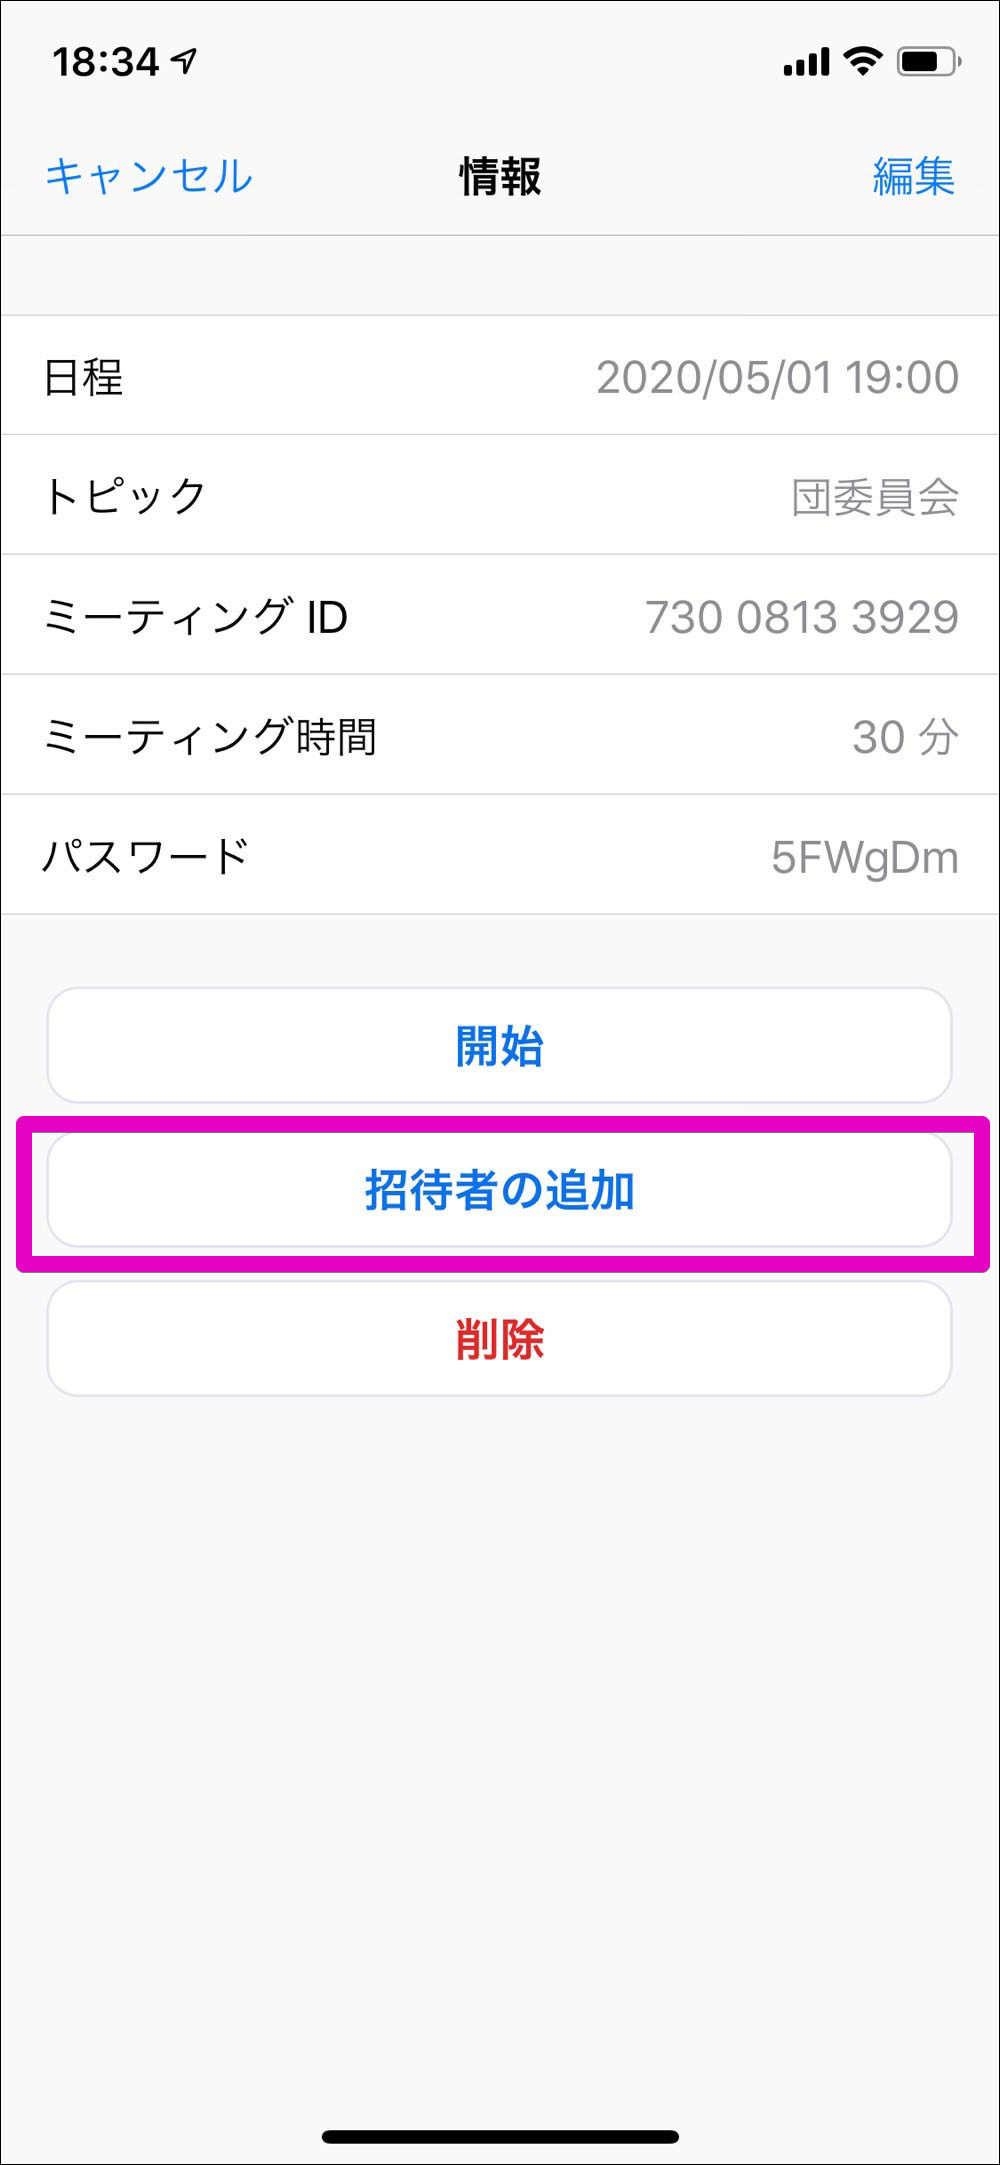 18:34
キャンセル 情報 編集
日程 2020/05/01 19:00
トピック 団委員会
ミーティング ID 730 0813 3929
ミーティング時間 30 分
パスワード 5FWgDm
開始
招待者の追加
削除